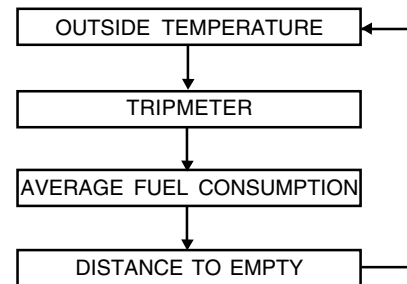 OUTSIDE TEMPERATURE
TRIPMETER
AVERAGE FUEL CONSUMPTION
DISTANCE TO EMPTY